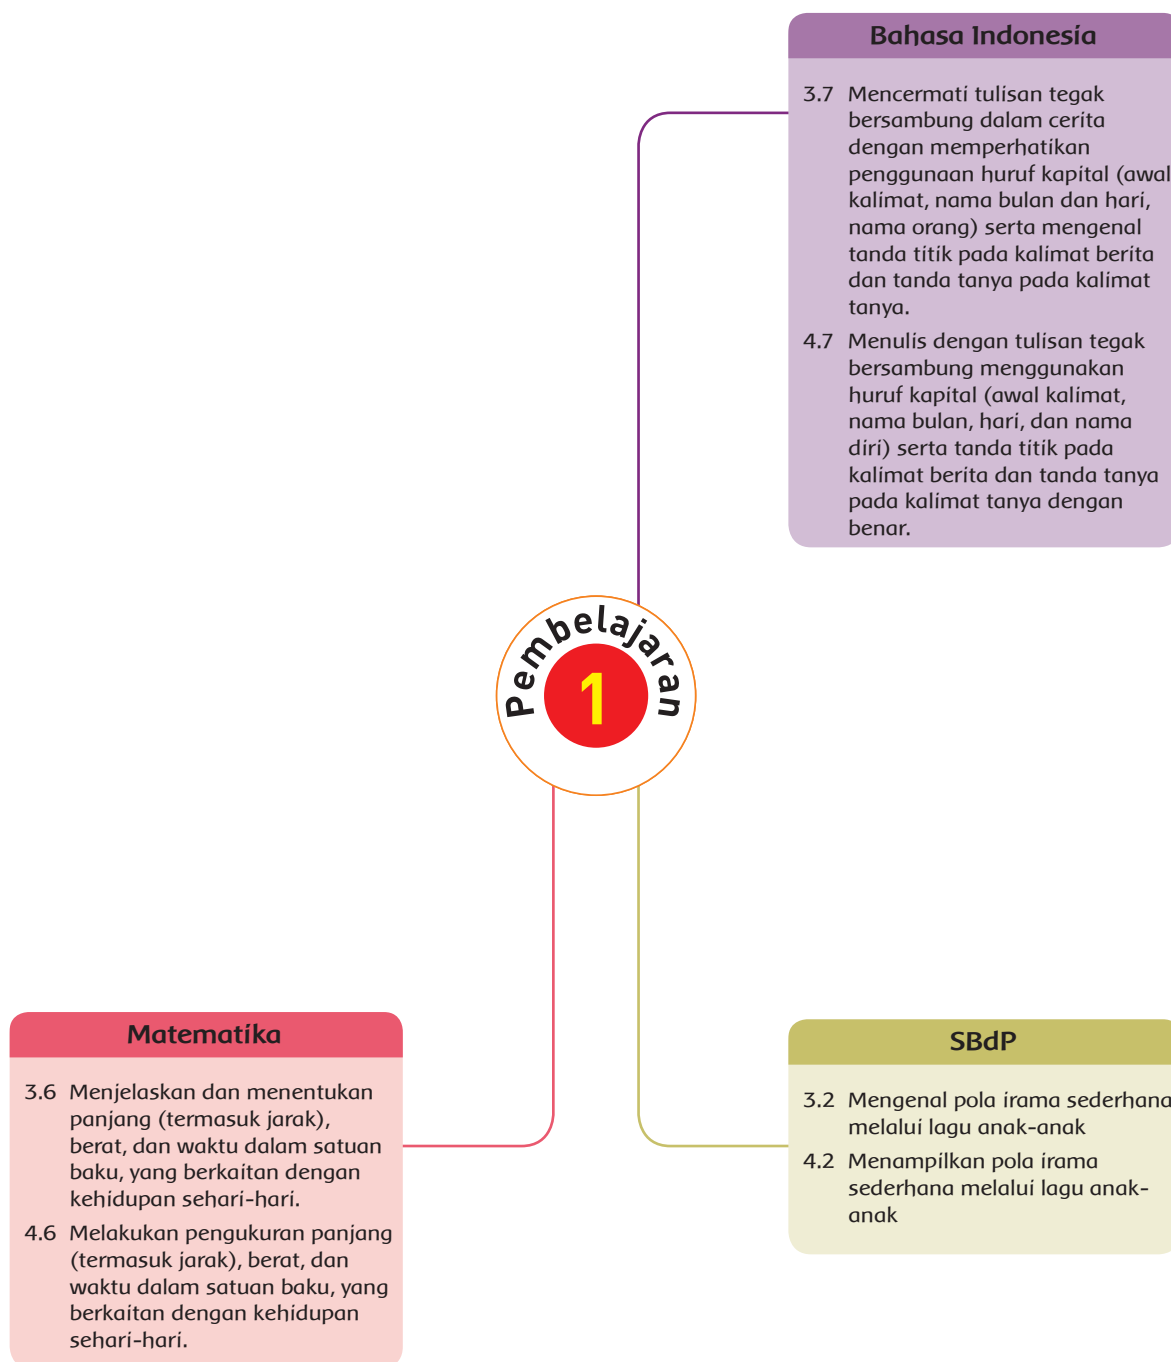 Bahasa Indonesia
3.7 Mencermati tulisan tegak
bersambung dalam cerita
dengan memperhatikan
penggunaan huruf kapital (awal
kalimat, nama bulan dan hari,
nama orang) serta mengenal
tanda titik pada kalimat berita
dan tanda tanya pada kalimat
tanya.
4.7 Menulis dengan tulisan tegak
bersambung menggunakan
huruf kapital (awal kalimat,
nama bulan, hari, dan nama
diri) serta tanda titik pada
kalimat berita dan tanda tanya
pada kalimat tanya dengan
benar.
Pembelajaran
1
Matematika
3.6 Menjelaskan dan menentukan
panjang (termasuk jarak),
berat, dan waktu dalam satuan
baku, yang berkaitan dengan
kehidupan sehari-hari.
4.6 Melakukan pengukuran panjang
(termasuk jarak), berat, dan
waktu dalam satuan baku, yang
berkaitan dengan kehidupan
sehari-hari.
SBdP
3.2 Mengenal pola irama sederhana
melalui lagu anak-anak
4.2 Menampilkan pola irama
sederhana melalui lagu anak-
anak